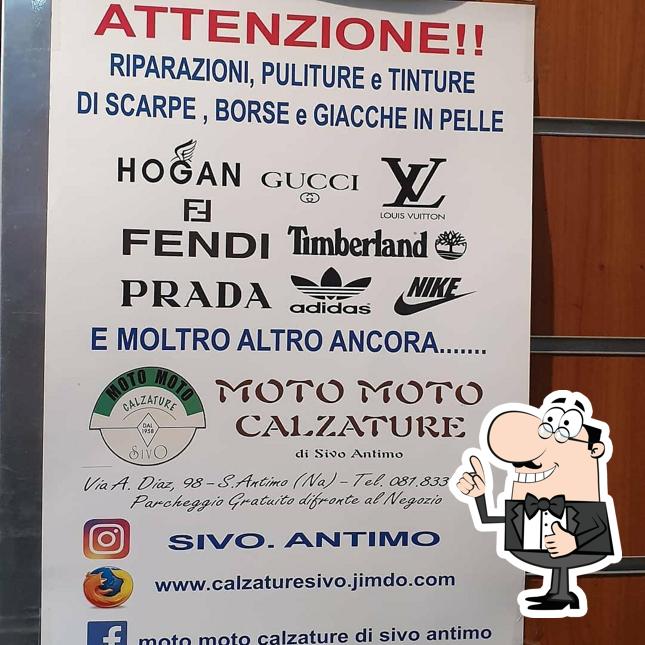 ATTENZIONE!!
RIPARAZIONI, PULITURE e TINTURE
DI SCARPE , BORSE e GIACCHE IN PELLE
HOGAN GUCCI LV
LOUIS VUITTON
FENDI Timberland
PRADA adidas NIKE
E MOLTRO ALTRO ANCORA.......
MOTO MOTO
CALZATURE
DAL
1958
SIVO
MOTO MOTO
CALZATURE
di Sivo Antimo
Via A. Diaz, 98 - S. Antimo (Na) - Tel. 081.833
Parcheggio Gratuito difronte al Negozio
SIVO. ANTIMO
www.calzaturesivo.jimdo.com
moto moto calzature di sivo antimo